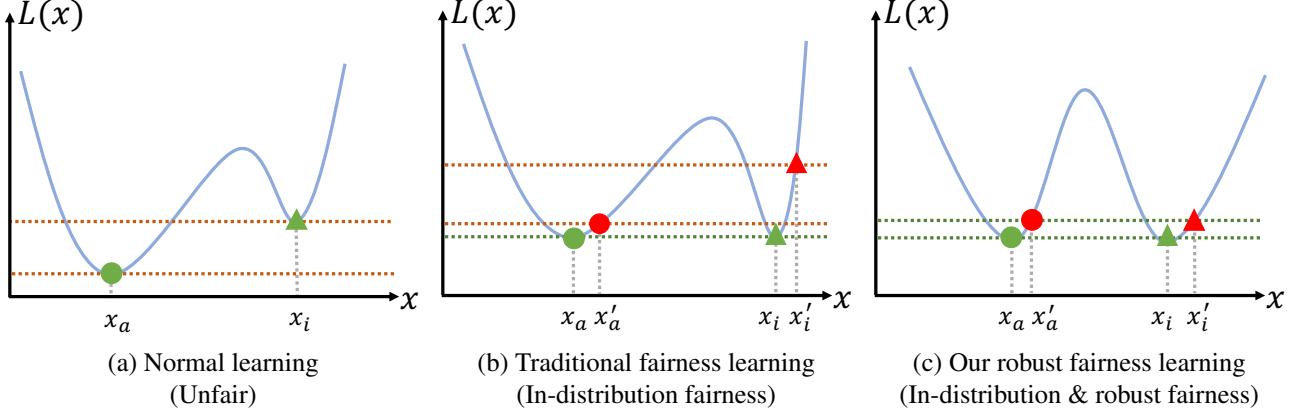 L(x)
x
x_a
x_i
(a) Normal learning
(Unfair)
L(x)
x
x_a x'_a
x_i x'_i
(b) Traditional fairness learning
(In-distribution fairness)
L(x)
x
x_a x'_a
x_i x'_i
(c) Our robust fairness learning
(In-distribution & robust fairness)